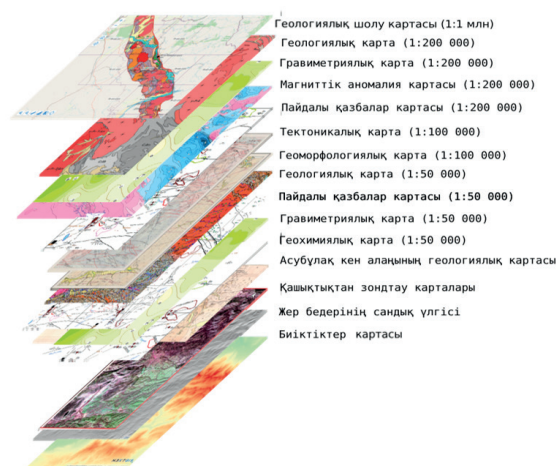 Геологиялық шолу картасы (1:1 млн)
Геологиялық карта (1:200 000)
Гравиметриялық карта (1:200 000)
Магниттік аномалия картасы (1:200 000)
Пайдалы қазбалар картасы (1:200 000)
Тектоникалық карта (1:100 000)
Геоморфологиялық карта (1:100 000)
Геологиялық карта (1:50 000)
Пайдалы қазбалар картасы (1:50 000)
Гравиметриялық карта (1:50 000)
Геохимиялық карта (1:50 000)
Асубұлақ кен алаңының геологиялық картасы
Қашықтықтан зондтау карталары
Жер бедерінің сандық үлгісі
Биіктіктер картасы